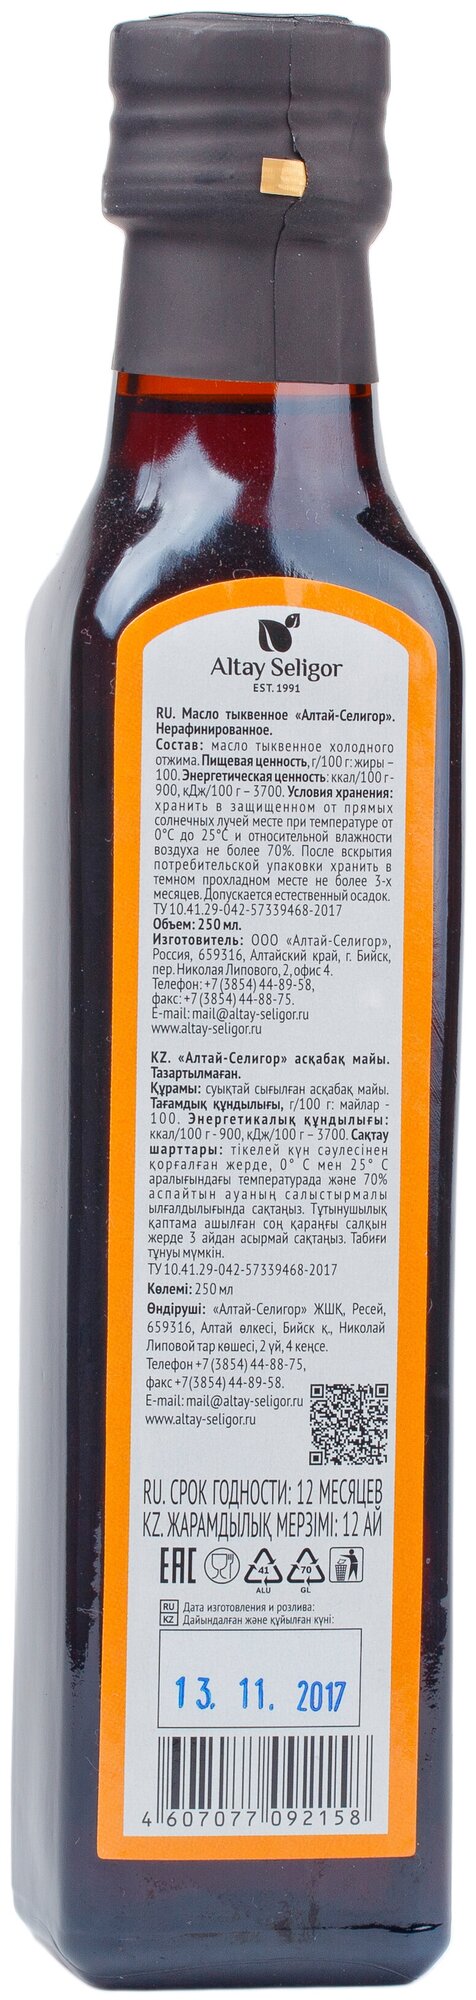 Altay Seligor
EST. 1991
RU. Масло тыквенное «Алтай-Селигор».
Нерафинированное.
Состав: масло тыквенное холодного
отжима. Пищевая ценность, г/100 г: жиры –
100. Энергетическая ценность: ккал/100 г -
900, кДж/100 г – 3700. Условия хранения:
хранить в защищенном от прямых
солнечных лучей месте при температуре от
0°С до 25°С и относительной влажности
воздуха не более 70%. После вскрытия
потребительской упаковки хранить в
темном прохладном месте не более 3-х
месяцев. Допускается естественный осадок.
ТУ 10.41.29-042-57339468-2017
Объем: 250 мл.
Изготовитель: ООО «Алтай-Селигор»,
Россия, 659316, Алтайский край, г. Бийск,
пер. Николая Липового, 2, офис 4.
Телефон: +7 (3854) 44-89-58,
факс: +7 (3854) 44-88-75.
E-mail: mail@altay-seligor.ru
www.altay-seligor.ru
KZ. «Алтай-Селигор» асқабақ майы.
Тазартылмаған.
Құрамы: суықтай сығылған асқабақ майы.
Тағамдық құндылығы, г/100 г: майлар -
100. Энергетикалық құндылығы:
ккал/100 г - 900, кДж/100 г – 3700. Сақтау
шарттары: тікелей күн сәулесінен
қорғалған жерде, 0° С мен 25° С
аралығындағы температурада және 70%
аспайтын ауаның салыстырмалы
ылғалдылығында сақтаңыз. Тұтынушылық
қаптама ашылған соң қараңғы салқын
жерде 3 айдан асырмай сақтаңыз. Табиғи
тұнуы мүмкін.
ТУ 10.41.29-042-57339468-2017
Көлемі: 250 мл
Өндіруші: «Алтай-Селигор» ЖШҚ, Ресей,
659316, Алтай өлкесі, Бийск қ., Николай
Липовой тар көшесі, 2 үй, 4 кеңсе.
Телефон +7 (3854) 44-88-75,
факс +7 (3854) 44-89-58.
E-mail: mail@altay-seligor.ru
www.altay-seligor.ru
RU. СРОК ГОДНОСТИ: 12 МЕСЯЦЕВ
KZ. ЖАРАМДЫЛЫҚ МЕРЗІМІ: 12 АЙ
EAC 41 ALU 70 GL
RU Дата изготовления и розлива:
KZ Дайындалған және құйылған күні:
13. 11. 2017
4 607077 092158